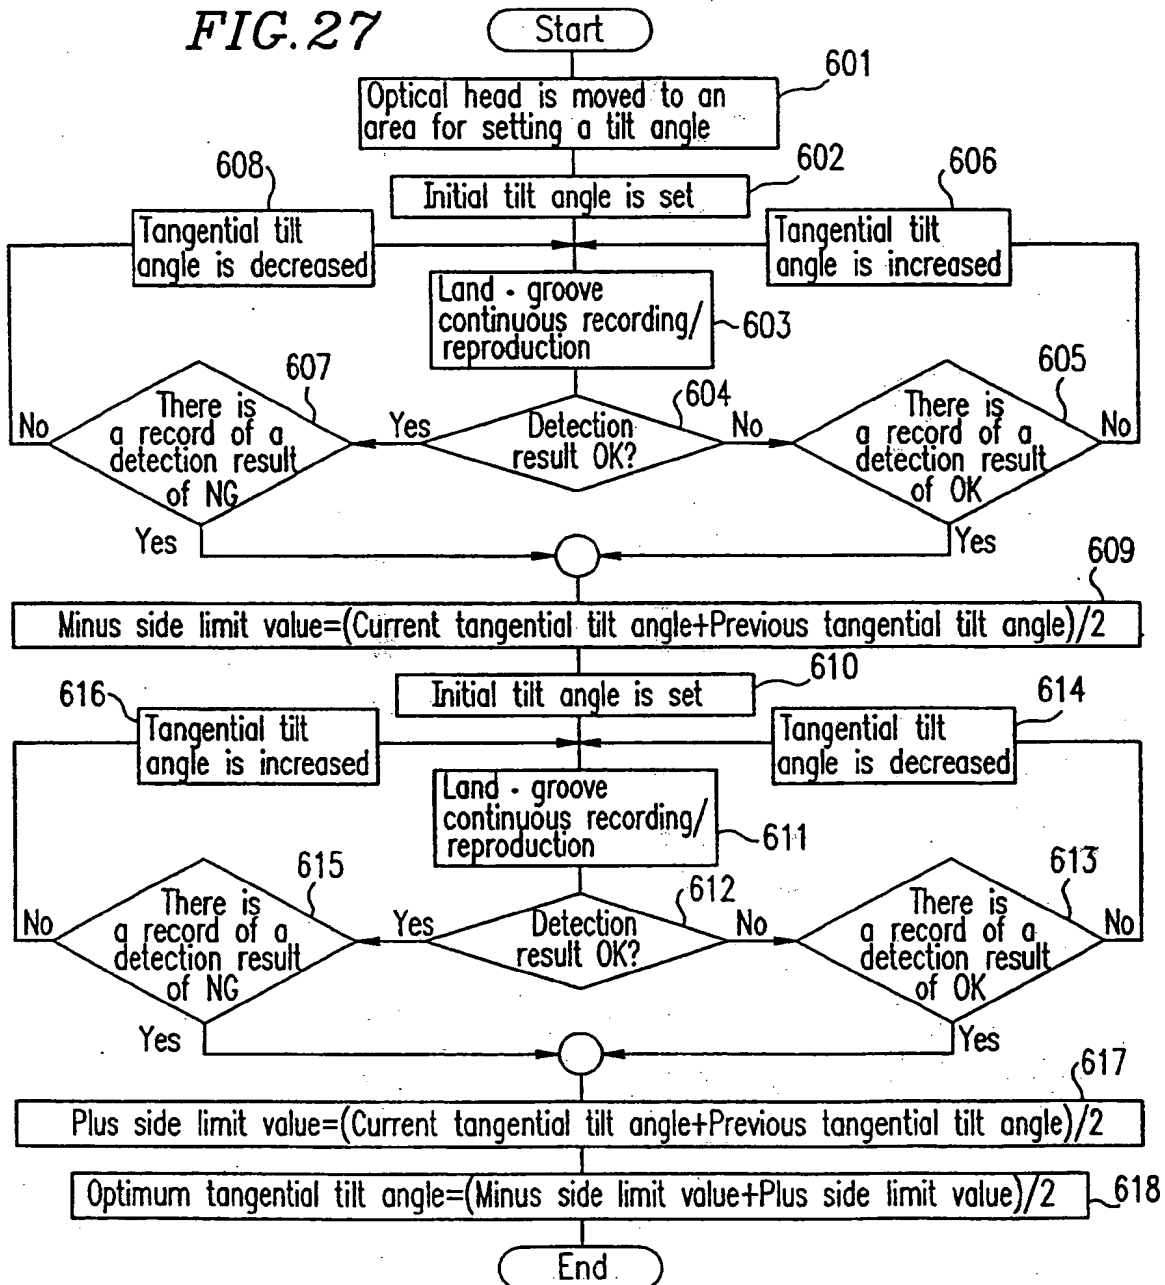 FIG.27
Start
601
Optical head is moved to an
area for setting a tilt angle
602
Initial tilt angle is set
608
Tangential tilt
angle is decreased
606
Tangential tilt
angle is increased
Land - groove
continuous recording/
reproduction
603
607
There is
a record of a
detection result
of NG
No
Yes
604
Detection
result OK?
Yes
No
605
There is
a record of a
detection result
of OK
No
Yes
609
Minus side limit value=(Current tangential tilt angle+Previous tangential tilt angle)/2
610
Initial tilt angle is set
616
Tangential tilt
angle is increased
614
Tangential tilt
angle is decreased
Land - groove
continuous recording/
reproduction
611
615
There is
a record of a
detection result
of NG
No
Yes
612
Detection
result OK?
Yes
No
613
There is
a record of a
detection result
of OK
No
Yes
617
Plus side limit value=(Current tangential tilt angle+Previous tangential tilt angle)/2
Optimum tangential tilt angle=(Minus side limit value+Plus side limit value)/2
618
End